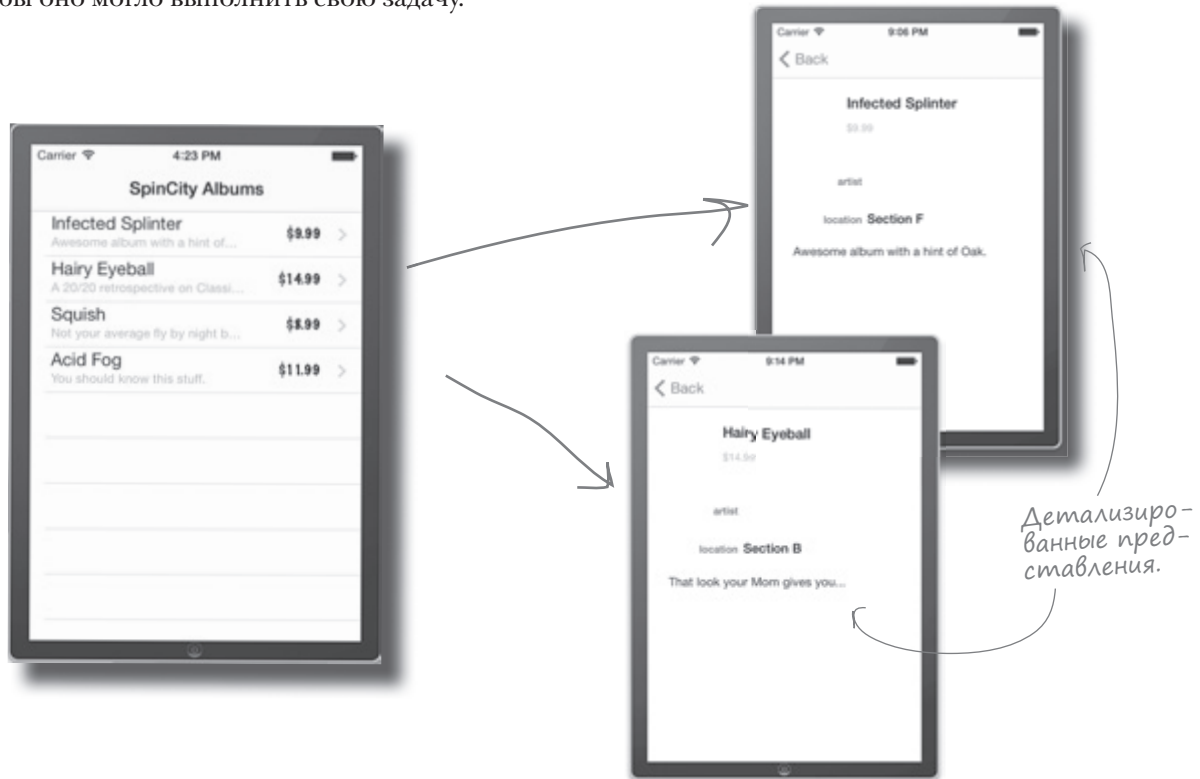 бы оно могло выполнить свою задачу.
Carrier 4:23 PM
SpinCity Albums
Infected Splinter
Awesome album with a hint of...
$9.99
Hairy Eyeball
A 20/20 retrospective on Classi...
$14.99
Squish
Not your average fly by night b...
$8.99
Acid Fog
You should know this stuff.
$11.99
Carrier 9:06 PM
Back
Infected Splinter
$9.99
artist
location Section F
Awesome album with a hint of Oak.
Carrier 9:14 PM
Back
Hairy Eyeball
$14.99
artist
location Section B
That look your Mom gives you...
Детализиро-
ванные пред-
ставления.